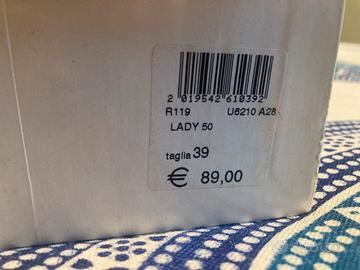 2 019542 610392
R119 U6210 A28
LADY 50
taglia 39
€ 89,00